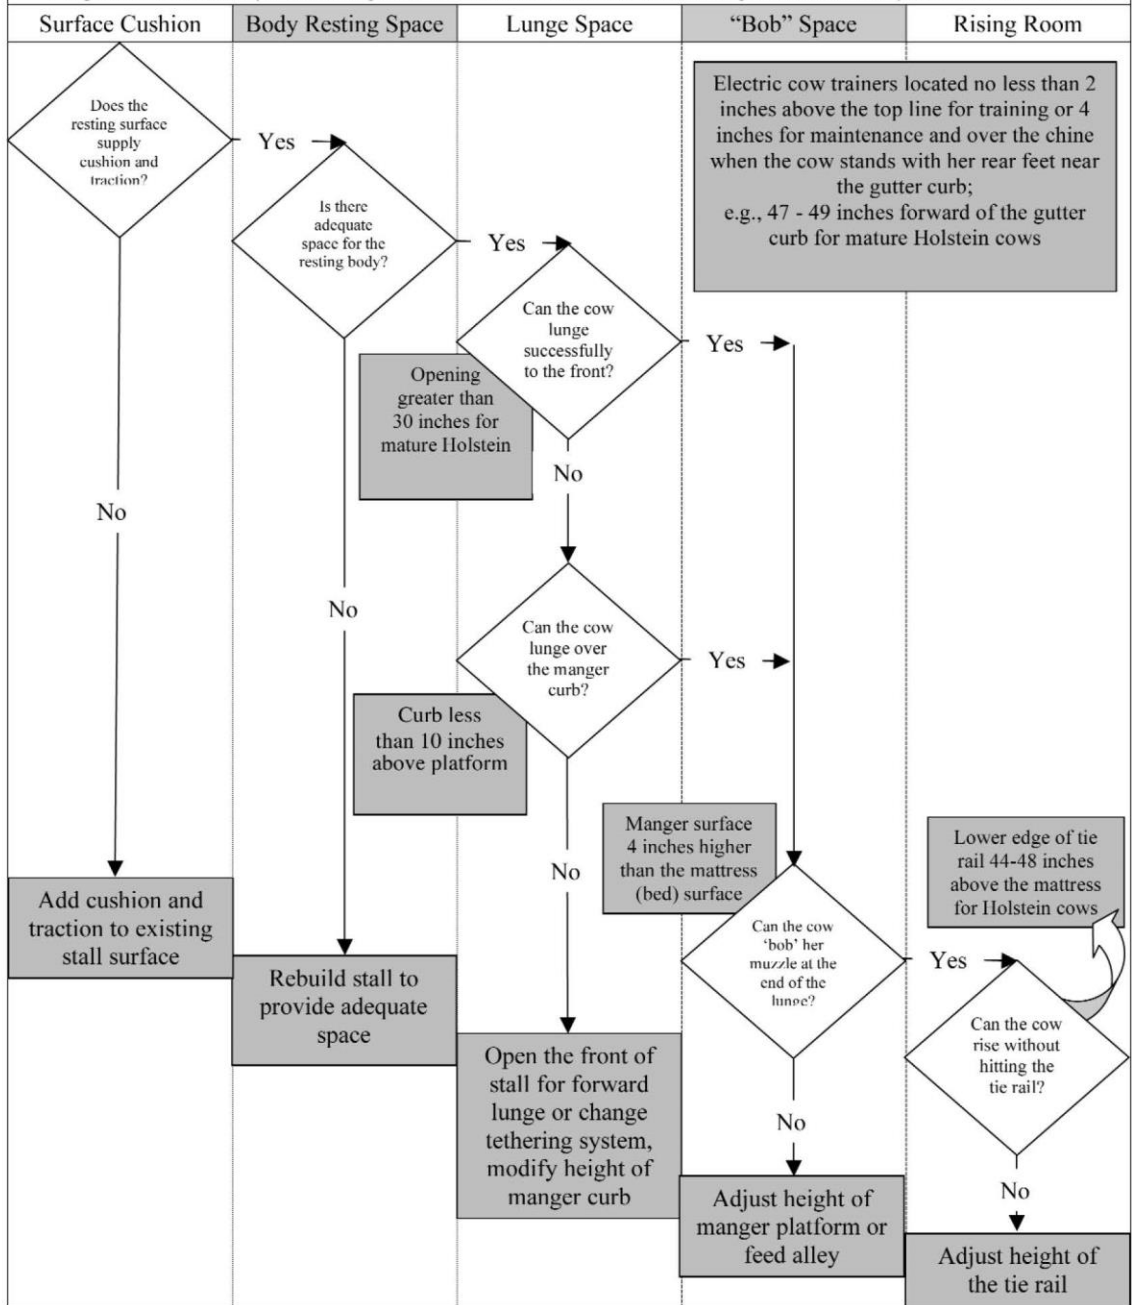 Surface Cushion
Body Resting Space
Lunge Space
“Bob” Space
Rising Room
Does the
resting surface
supply
cushion and
traction?
Yes
Is there
adequate
space for the
resting body?
Yes
Can the cow
lunge
successfully
to the front?
Yes
Electric cow trainers located no less than 2
inches above the top line for training or 4
inches for maintenance and over the chine
when the cow stands with her rear feet near
the gutter curb;
e.g., 47 - 49 inches forward of the gutter
curb for mature Holstein cows
Opening
greater than
30 inches for
mature Holstein
No
No
No
Can the cow
lunge over
the manger
curb?
Yes
Curb less
than 10 inches
above platform
No
Manger surface
4 inches higher
than the mattress
(bed) surface
Lower edge of tie
rail 44-48 inches
above the mattress
for Holstein cows
Can the cow
‘bob’ her
muzzle at the
end of the
lunge?
Yes
Can the cow
rise without
hitting the
tie rail?
Add cushion and
traction to existing
stall surface
Rebuild stall to
provide adequate
space
Open the front of
stall for forward
lunge or change
tethering system,
modify height of
manger curb
No
Adjust height of
manger platform or
feed alley
No
Adjust height of
the tie rail